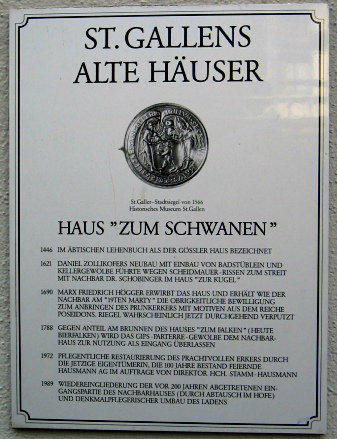 ST. GALLENS
ALTE HÄUSER
St.Galler-Stadtsiegel von 1566
Historisches Museum St.Gallen
HAUS "ZUM SCHWANEN"
1446 IM ÄBTISCHEN LEHENBUCH ALS DER GÖSSLER HAUS BEZEICHNET
1621 DANIEL ZOLLIKOFERS NEUBAU MIT EINBAU VON BADSTÜBLEIN UND
KELLERGEWÖLBE FÜHRTE WEGEN SCHEIDMAUER-RISSEN ZUM STREIT
MIT NACHBAR DR. SCHOBINGER IM HAUS "ZUR KUGEL"
1690 MARX FRIEDRICH HÖGGER ERWIRBT DAS HAUS UND ERHÄLT WIE DER
NACHBAR AM "19TEN MARTY" DIE OBRIGKEITLICHE BEWILLIGUNG
ZUM ANBRINGEN DES PRUNKERKERS MIT MOTIVEN AUS DEM REICHE
POSEIDONS. RIEGEL WAHRSCHEINLICH JETZT DURCHGEHEND VERPUTZT
1788 GEGEN ANTEIL AM BRUNNEN DES HAUSES "ZUM FALKEN" (HEUTE
BIERFALKEN) WIRD DAS GIPS-PARTERRE-GEWÖLBE DEM NACHBAR-
HAUS ZUR NUTZUNG ALS EINGANG ÜBERLASSEN
1972 PFLEGENTLICHE RESTAURIERUNG DES PRACHTVOLLEN ERKERS DURCH
DIE JETZIGE EIGENTÜMERIN, DIE 100 JAHRE BESTAND FEIERNDE
HAUSMANN AG IM AUFTRAGE VON DIREKTOR HCH. STAMM-HAUSMANN
1989 WIEDEREINGLIEDERUNG DER VOR 200 JAHREN ABGETRETENEN EIN-
GANGSPARTIE DES NACHBARHAUSES (DURCH ABTAUSCH IM HOFE)
UND DENKMALPFLEGERISCHER UMBAU DES LADENS